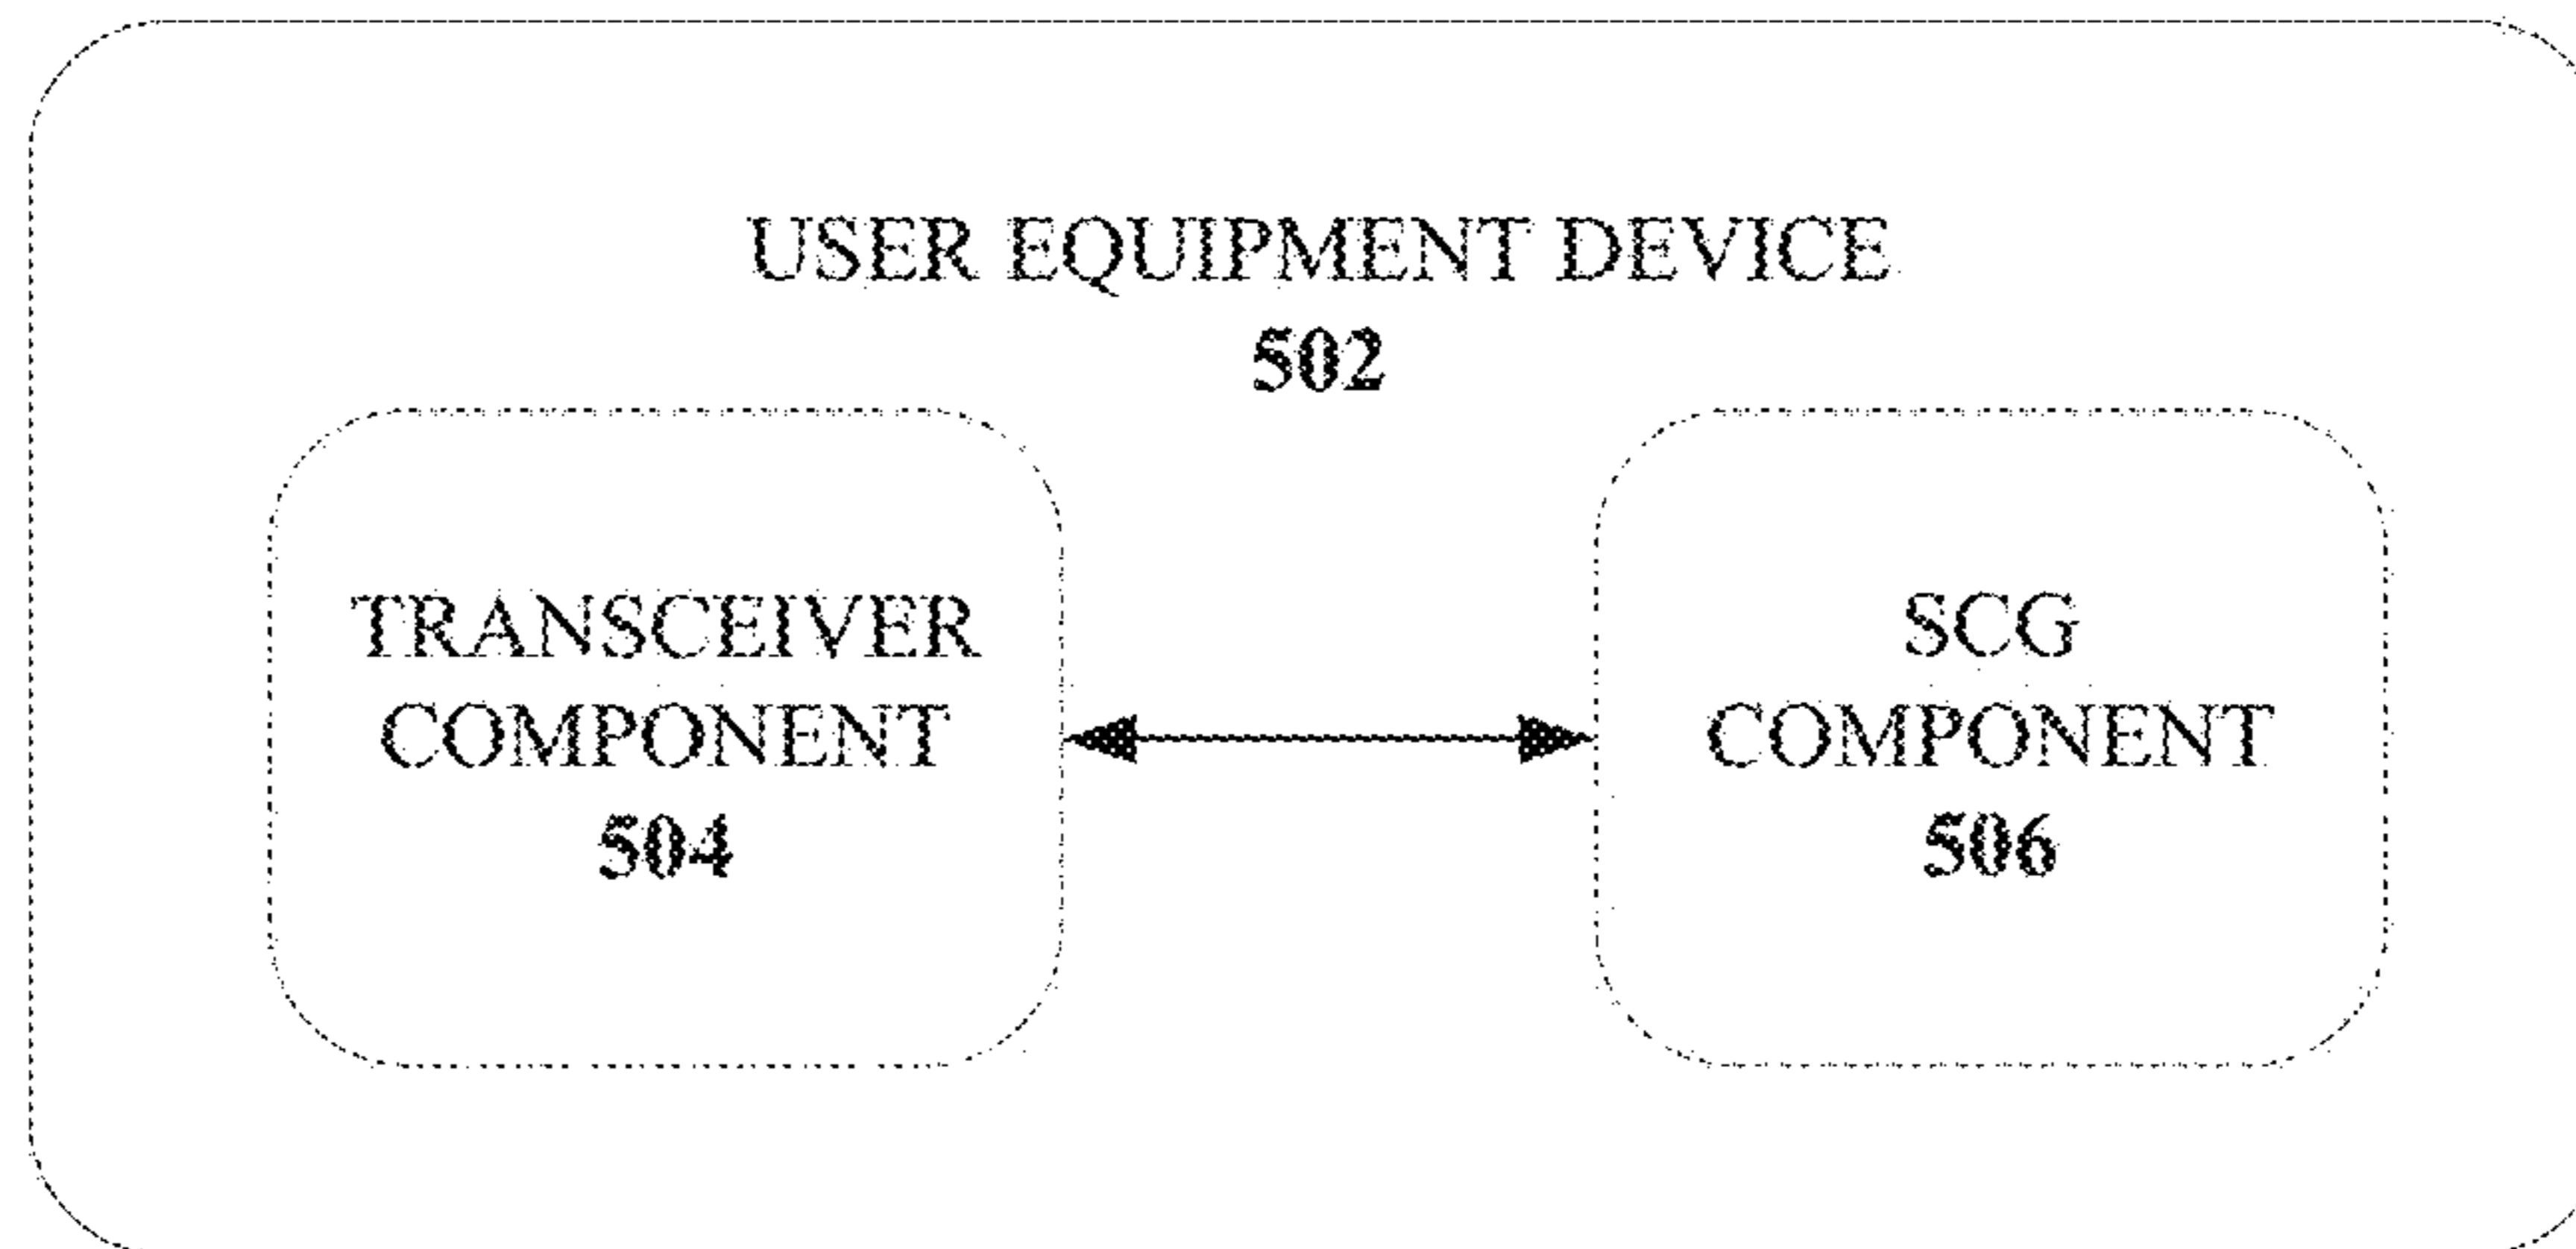 USER EQUIPMENT DEVICE
502
TRANSCEIVER
COMPONENT
504
SCG
COMPONENT
506